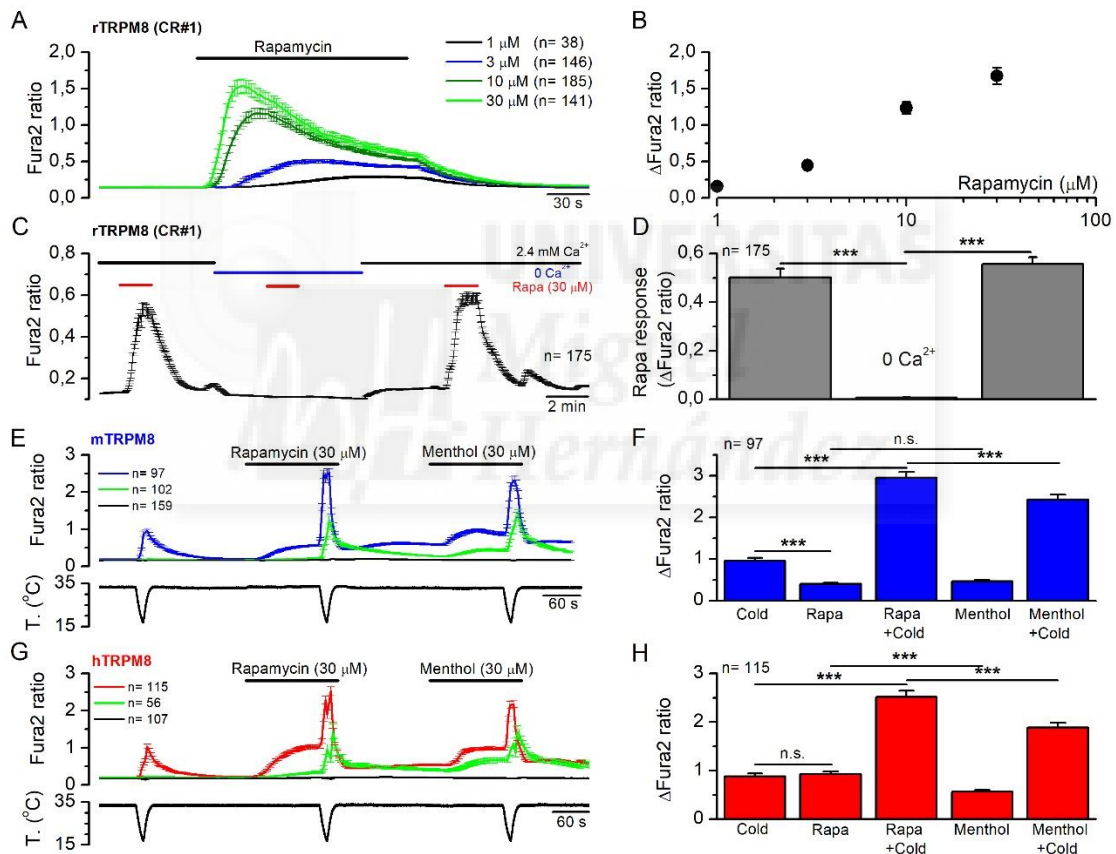 A
rTRPM8 (CR#1)
Rapamycin
1 μM (n= 38)
3 μM (n= 146)
10 μM (n= 185)
30 μM (n= 141)
Fura2 ratio
2,0
1,5
1,0
0,5
0,0
30 s
B
ΔFura2 ratio
2,0
1,5
1,0
0,5
0,0
Rapamycin (μM)
1
10
100
C
rTRPM8 (CR#1)
2.4 mM Ca2+
0 Ca2+
Rapa (30 μM)
Fura2 ratio
0,8
0,6
0,4
0,2
n= 175
2 min
D
n= 175
***
***
Rapa response
(ΔFura2 ratio)
0,6
0,4
0,2
0,0
0 Ca2+
UNIVERSITAS
Miguel
Hernández
E
mTRPM8
n= 97
n= 102
n= 159
Rapamycin (30 μM)
Menthol (30 μM)
Fura2 ratio
3
2
1
0
T. (°C)
35
15
60 s
F
n= 97
n.s.
***
***
***
ΔFura2 ratio
3
2
1
0
Cold
Rapa
Rapa
+Cold
Menthol
Menthol
+Cold
G
hTRPM8
n= 115
n= 56
n= 107
Rapamycin (30 μM)
Menthol (30 μM)
Fura2 ratio
3
2
1
0
T. (°C)
35
15
60 s
H
n= 115
***
***
***
n.s.
ΔFura2 ratio
3
2
1
0
Cold
Rapa
Rapa
+Cold
Menthol
Menthol
+Cold